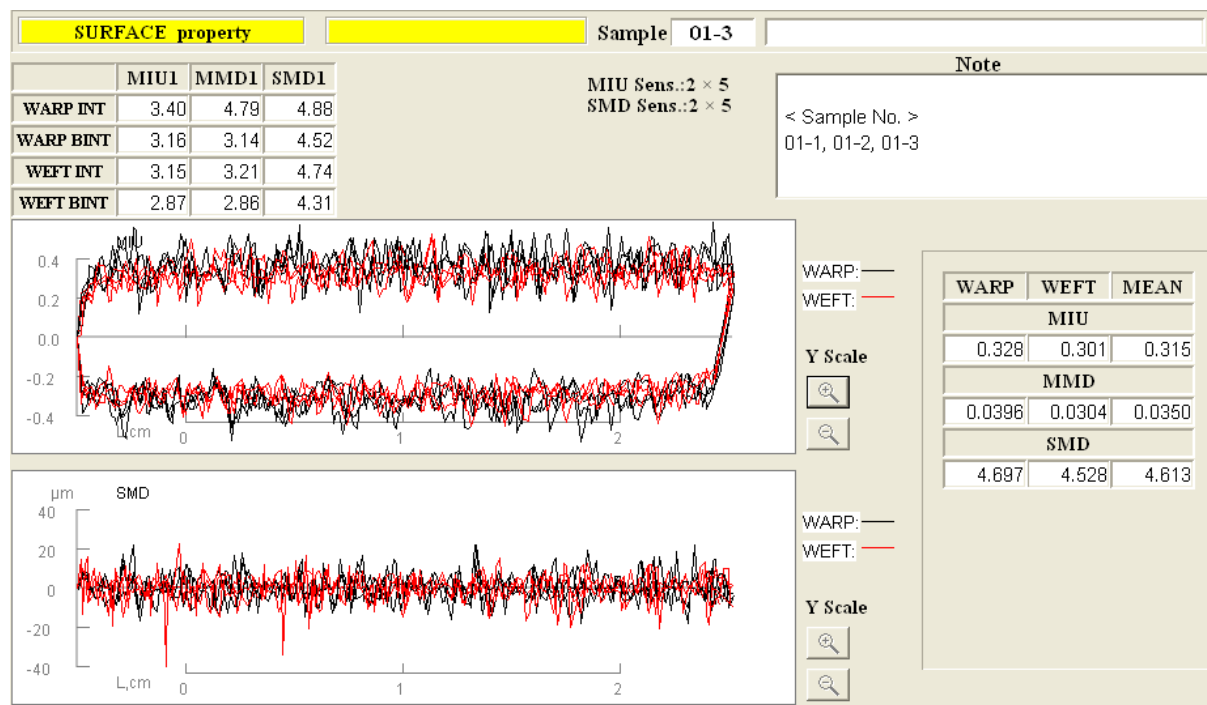 SURFACE property Sample 01-3
Note
MIU1 MMD1 SMD1
WARP INT 3.40 4.79 4.88
WARP BINT 3.16 3.14 4.52
WEFT INT 3.15 3.21 4.74
WEFT BINT 2.87 2.86 4.31
MIU Sens.:2 × 5
SMD Sens.:2 × 5
< Sample No. >
01-1, 01-2, 01-3
MIU
0.4
0.2
0.0
-0.2
-0.4
L,cm 0 1 2
WARP:
WEFT:
Y Scale
µm SMD
40
20
0
-20
-40
L,cm 0 1 2
WARP:
WEFT:
Y Scale
WARP WEFT MEAN
MIU
0.328 0.301 0.315
MMD
0.0396 0.0304 0.0350
SMD
4.697 4.528 4.613